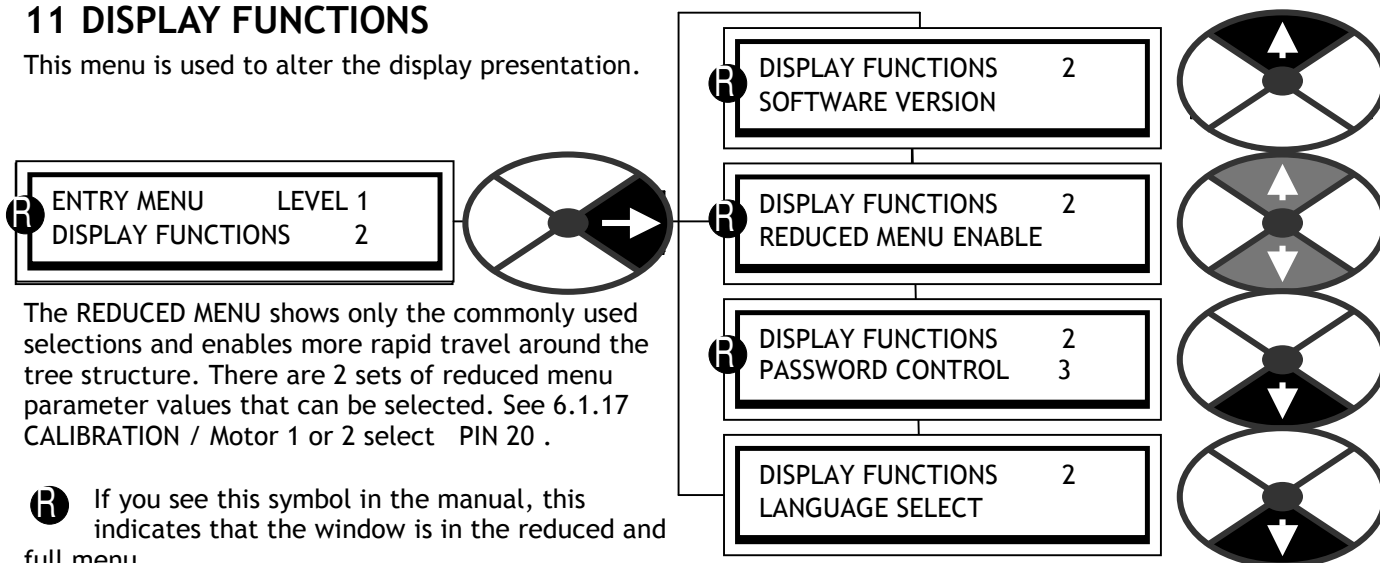 11 DISPLAY FUNCTIONS
This menu is used to alter the display presentation.
R
ENTRY MENU LEVEL 1
DISPLAY FUNCTIONS 2
The REDUCED MENU shows only the commonly used
selections and enables more rapid travel around the
tree structure. There are 2 sets of reduced menu
parameter values that can be selected. See 6.1.17
CALIBRATION / Motor 1 or 2 select PIN 20 .
R If you see this symbol in the manual, this
indicates that the window is in the reduced and
full menu
R
DISPLAY FUNCTIONS 2
SOFTWARE VERSION
R
DISPLAY FUNCTIONS 2
REDUCED MENU ENABLE
R
DISPLAY FUNCTIONS 2
PASSWORD CONTROL 3
DISPLAY FUNCTIONS 2
LANGUAGE SELECT